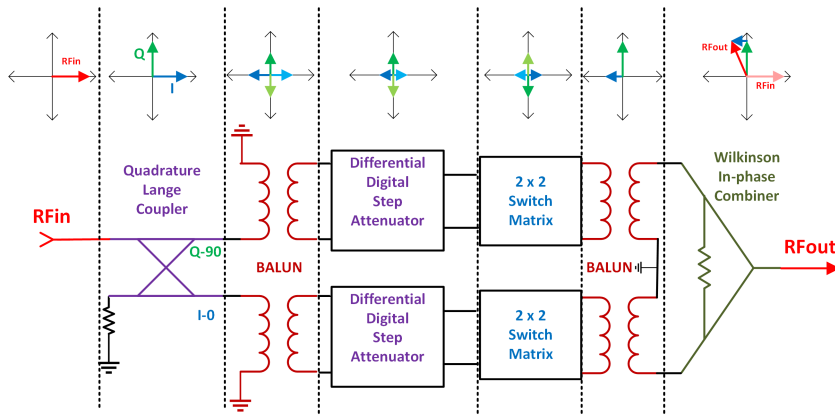 RFin
Q
I
RFout
RFin
Quadrature
Lange
Coupler
RFin
Q-90
I-0
BALUN
Differential
Digital
Step
Attenuator
2 x 2
Switch
Matrix
Differential
Digital
Step
Attenuator
2 x 2
Switch
Matrix
BALUN
Wilkinson
In-phase
Combiner
RFout